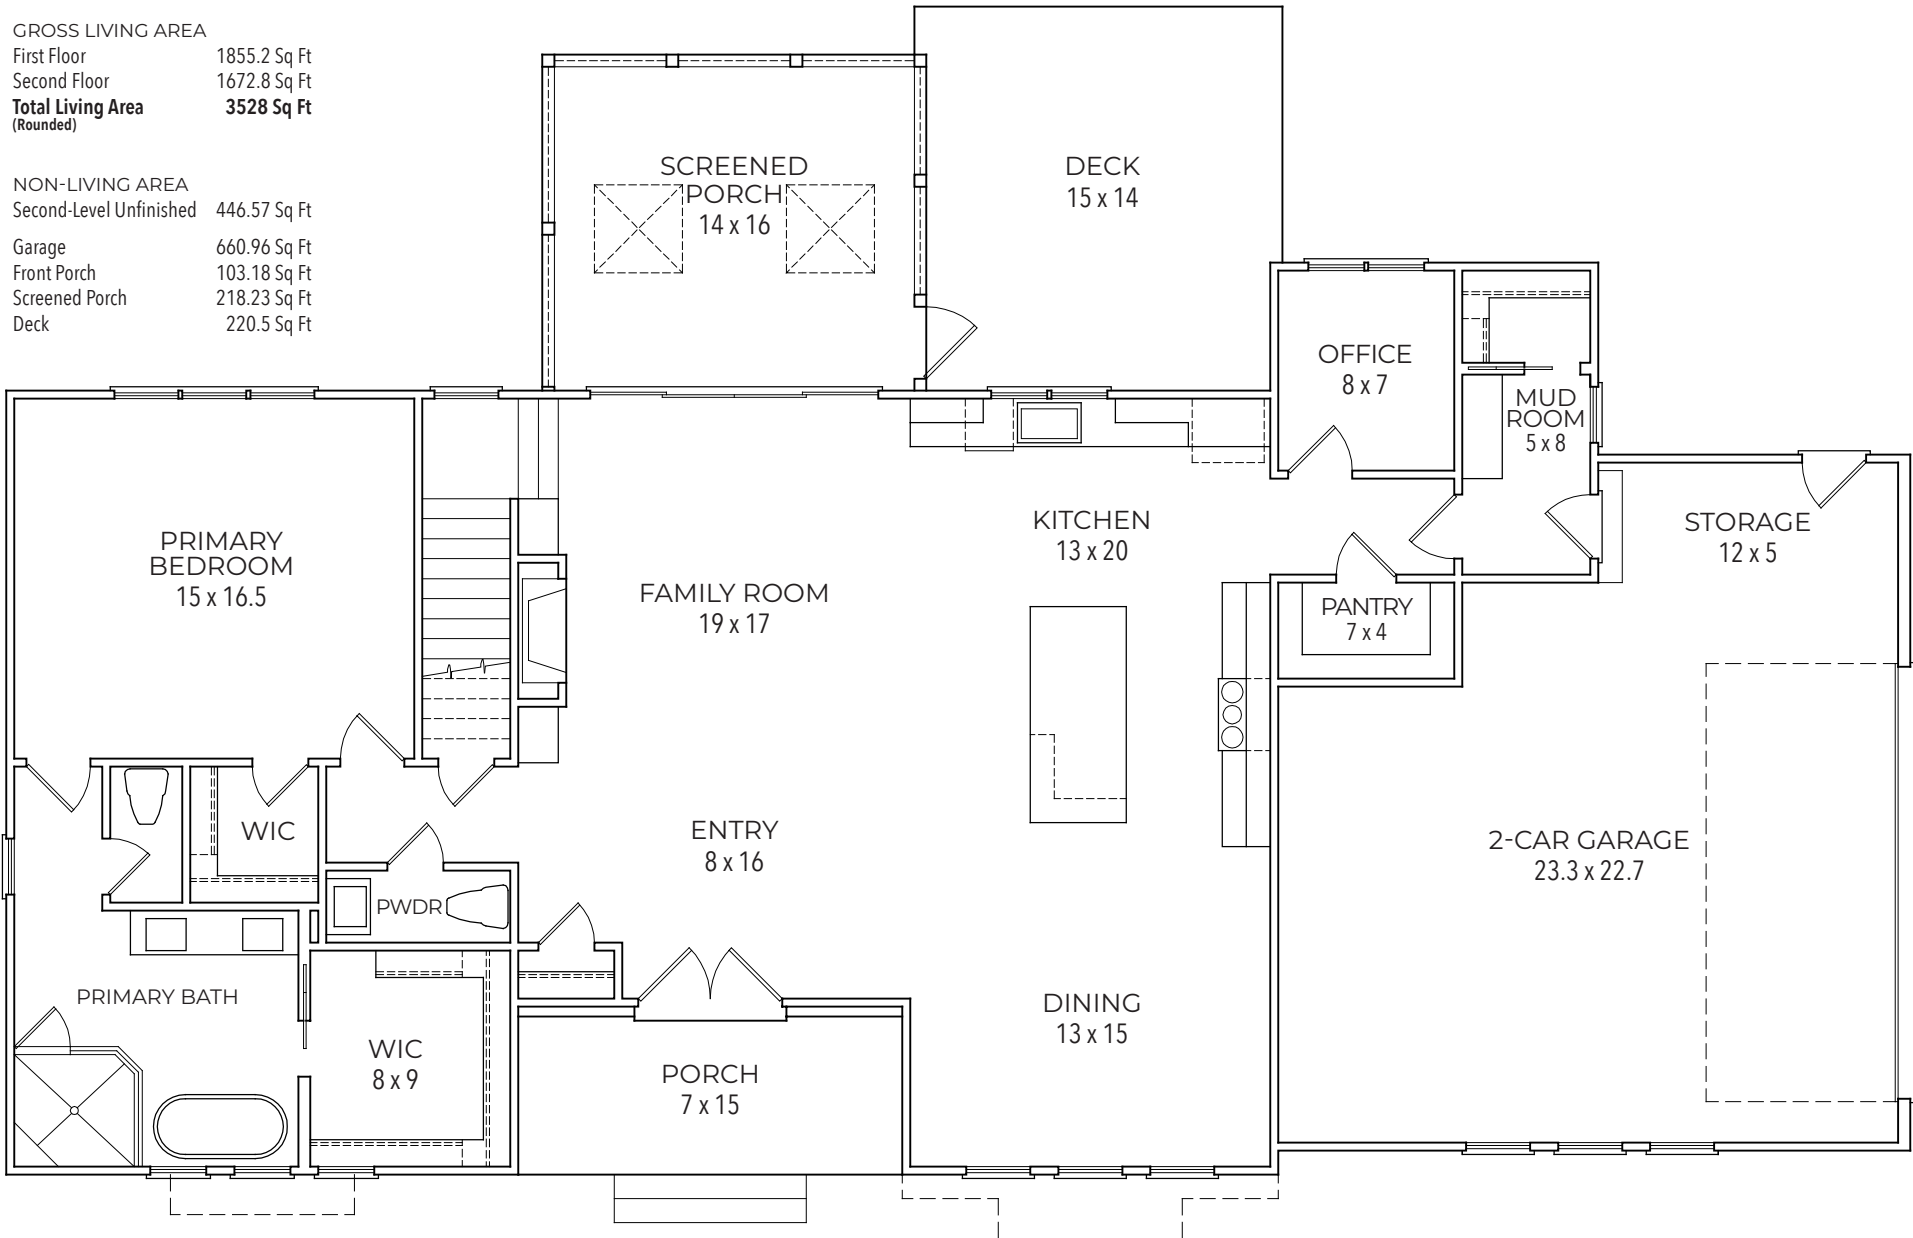 GROSS LIVING AREA
First Floor 1855.2 Sq Ft
Second Floor 1672.8 Sq Ft
Total Living Area 3528 Sq Ft
(Rounded)
NON-LIVING AREA
Second-Level Unfinished 446.57 Sq Ft
Garage 660.96 Sq Ft
Front Porch 103.18 Sq Ft
Screened Porch 218.23 Sq Ft
Deck 220.5 Sq Ft
SCREENED
PORCH
14 x 16
DECK
15 x 14
OFFICE
8 x 7
MUD
ROOM
5 x 8
PRIMARY
BEDROOM
15 x 16.5
FAMILY ROOM
19 x 17
KITCHEN
13 x 20
STORAGE
12 x 5
PANTRY
7 x 4
WIC
ENTRY
8 x 16
2-CAR GARAGE
23.3 x 22.7
PWDR
PRIMARY BATH
WIC
8 x 9
PORCH
7 x 15
DINING
13 x 15